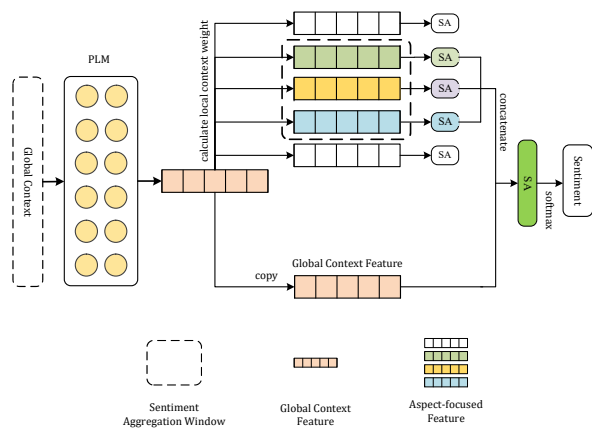 PLM
Global Context
calculate local context weight
SA
SA
SA
SA
SA
concatenate
SA
softmax
Sentiment
Global Context Feature
copy
Sentiment
Aggregation Window
Global Context
Feature
Aspect-focused
Feature